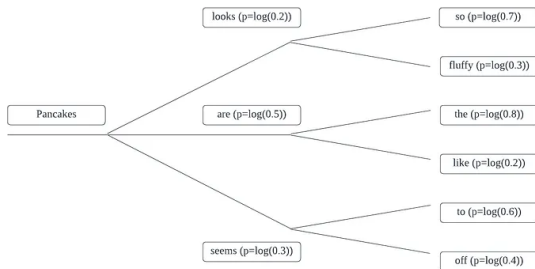 looks (p=log(0.2))
so (p=log(0.7))
fluffy (p=log(0.3))
Pancakes
are (p=log(0.5))
the (p=log(0.8))
like (p=log(0.2))
to (p=log(0.6))
seems (p=log(0.3))
off (p=log(0.4))